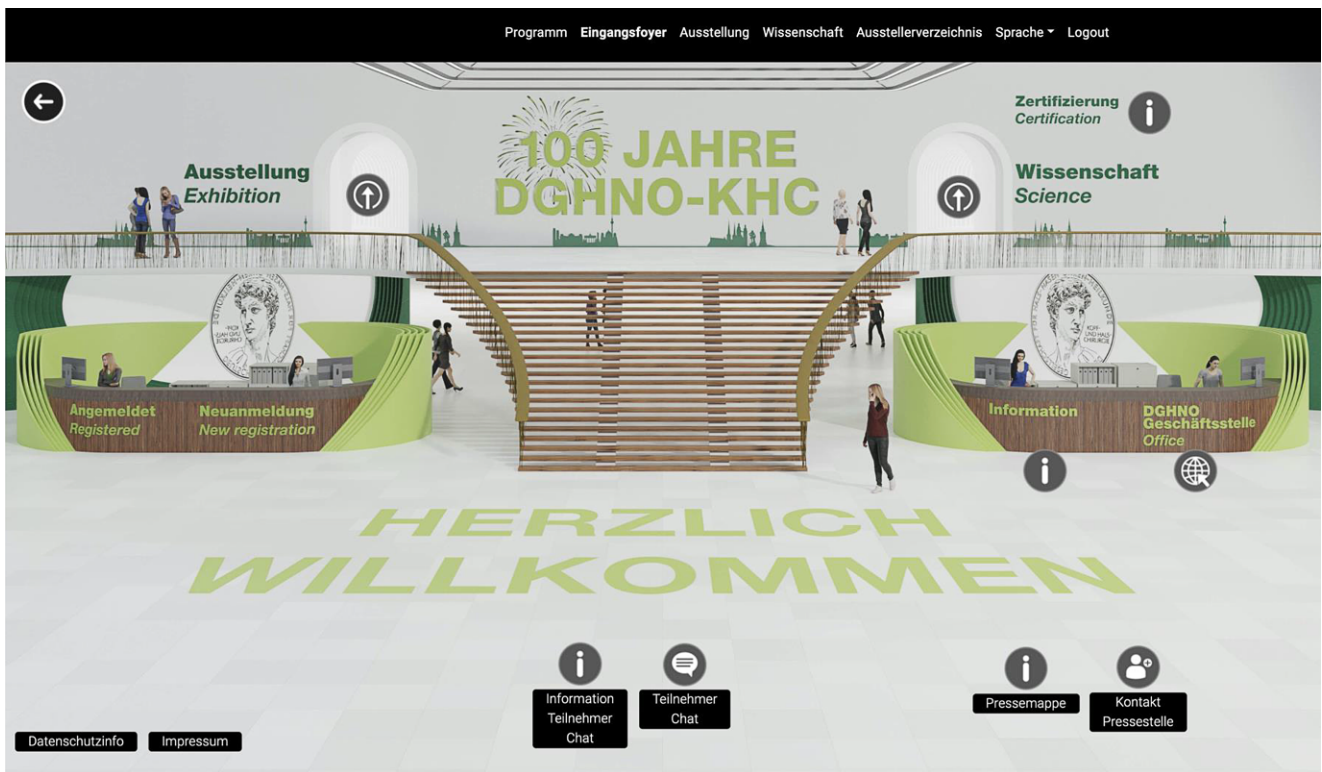 Programm Eingangsfoyer Ausstellung Wissenschaft Ausstellerverzeichnis Sprache Logout
Zertifizierung
Certification
100 JAHRE
DGHNO-KHC
Ausstellung
Exhibition
Wissenschaft
Science
Angemeldet
Registered
Neuanmeldung
New registration
Information
DGHNO
Geschäftsstelle
Office
HERZLICH
WILLKOMMEN
Information
Teilnehmer
Chat
Teilnehmer
Chat
Pressemappe
Kontakt
Pressestelle
Datenschutzinfo
Impressum